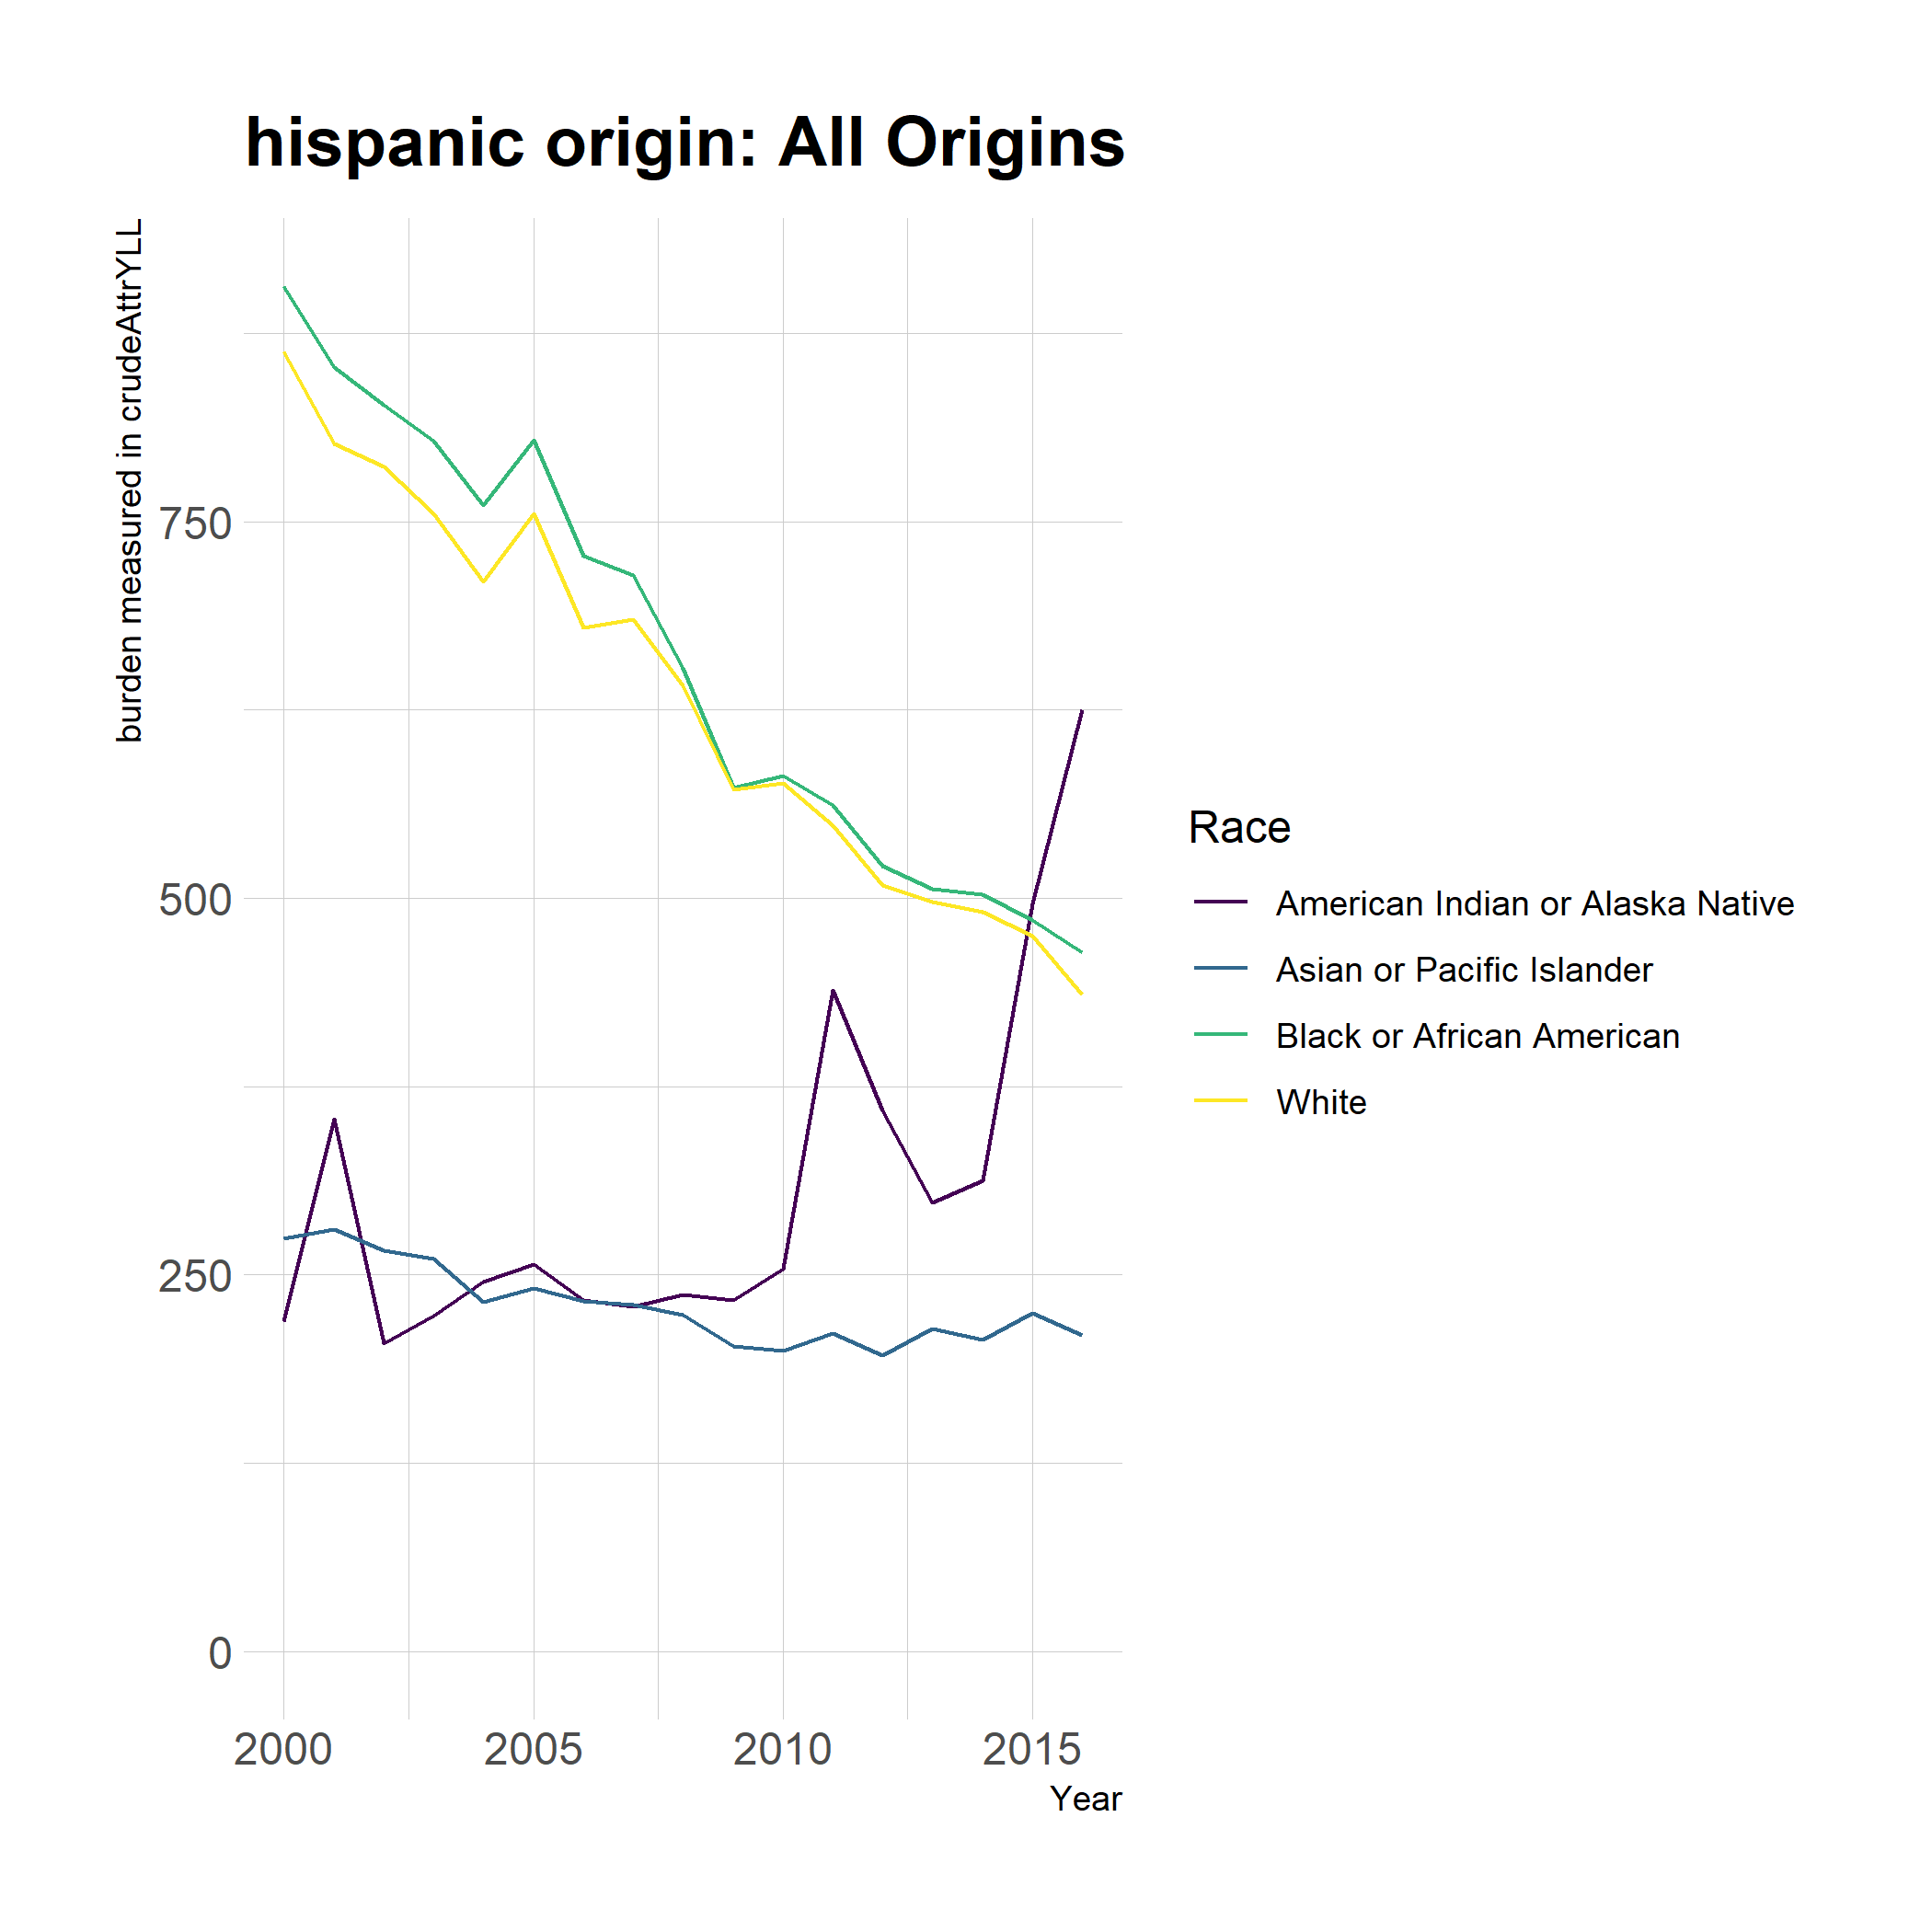 hispanic origin: All Origins
burden measured in crudeAttrYLL
750
500
250
0
2000 2005 2010 2015
Year
Race
American Indian or Alaska Native
Asian or Pacific Islander
Black or African American
White